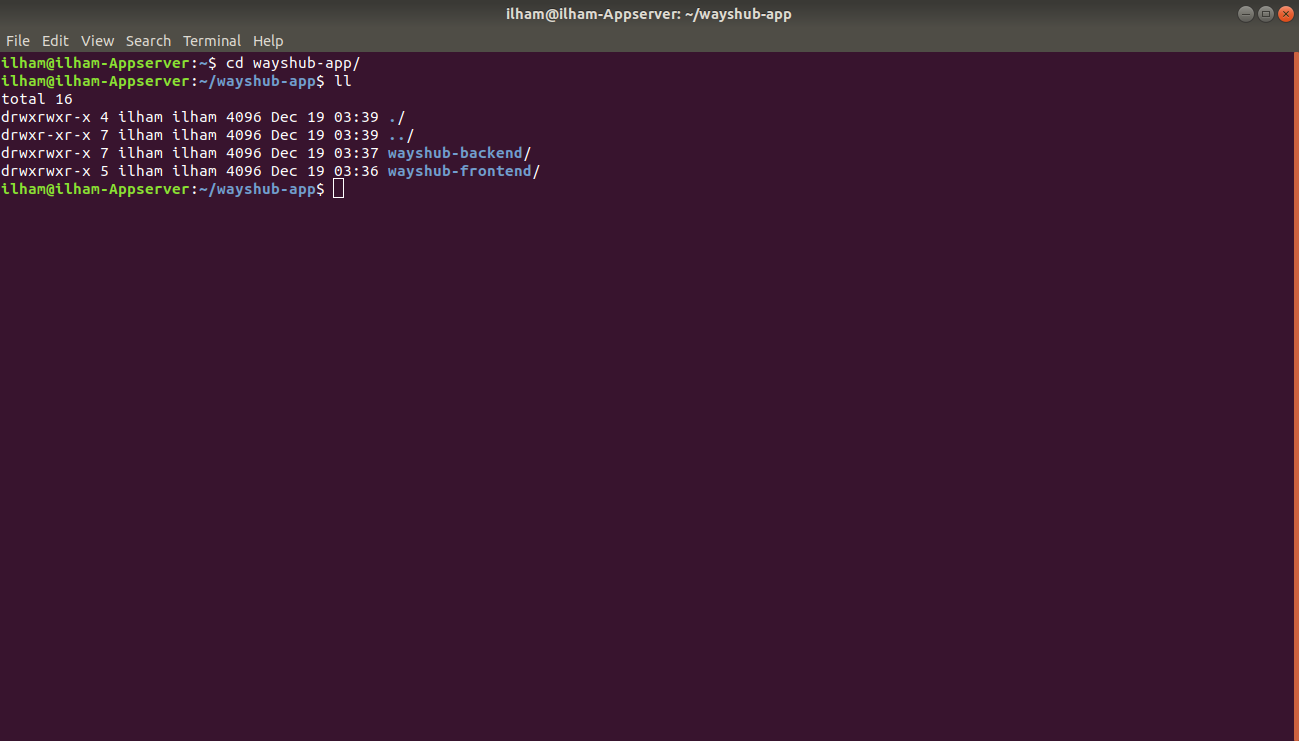 ilham@ilham-Appserver: ~/wayshub-app
File Edit View Search Terminal Help
ilham@ilham-Appserver:~$ cd wayshub-app/
ilham@ilham-Appserver:~/wayshub-app$ ll
total 16
drwxrwxr-x 4 ilham ilham 4096 Dec 19 03:39 ./
drwxr-xr-x 7 ilham ilham 4096 Dec 19 03:39 ../
drwxrwxr-x 7 ilham ilham 4096 Dec 19 03:37 wayshub-backend/
drwxrwxr-x 5 ilham ilham 4096 Dec 19 03:36 wayshub-frontend/
ilham@ilham-Appserver:~/wayshub-app$